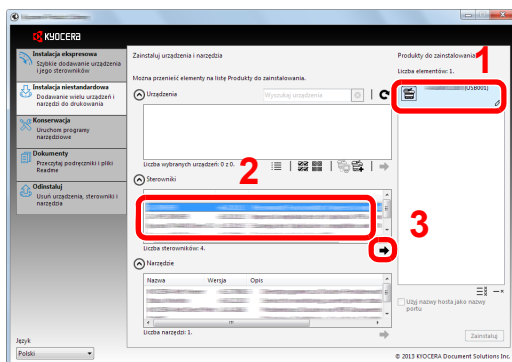 KYOCERA
Instalacja ekspresowa
Szybkie dodawanie urządzenia
i jego sterowników
Instalacja niestandardowa
Dodawanie wielu urządzeń i
narzędzi do drukowania
Konserwacja
Uruchom programy
narzędziowe
Dokumenty
Przeczytaj podręczniki i pliki
Readme
Odinstaluj
Usuń urządzenia, sterowniki i
narzędzia
Język
Polski
Zainstaluj urządzenia i narzędzia
Można przenieść elementy na listę Produkty do zainstalowania.
Urządzenia
Wyszukaj urządzenia
Liczba wybranych urządzeń: 0 z 0.
2
Sterowniki
Liczba sterowników: 4.
3
Narzędzie
Nazwa Wersja Opis
Liczba narzędzi: 1.
Produkty do zainstalowania
1
Liczba elementów: 1.
(USB001)
Użyj nazwy hosta jako nazwy
portu
Zainstaluj
© 2013 KYOCERA Document Solutions Inc.